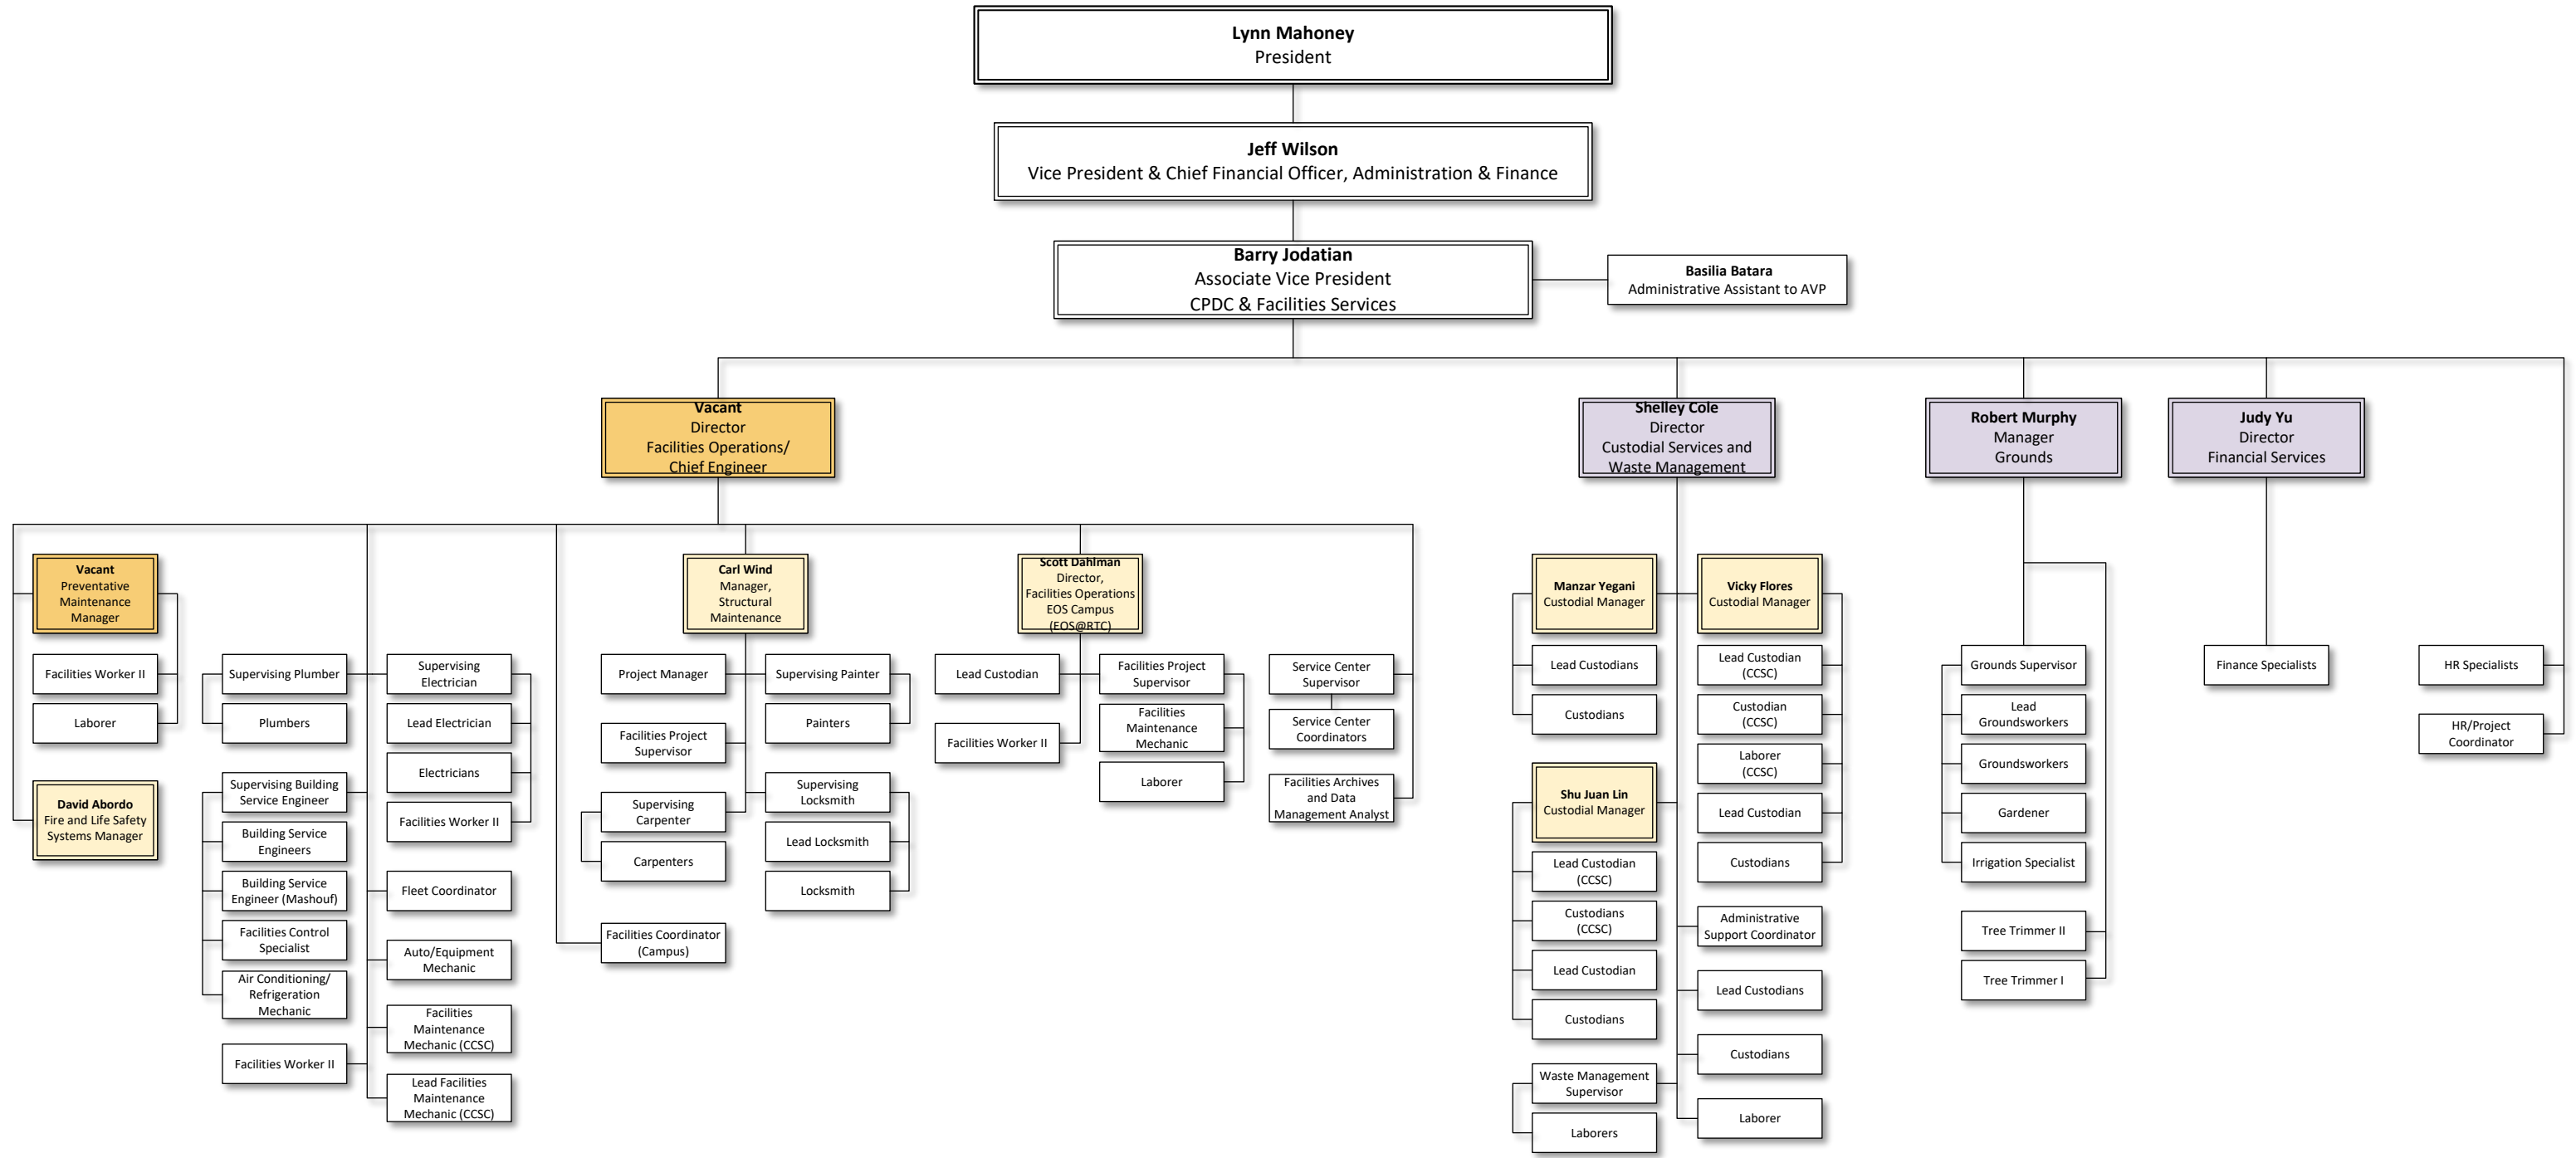 Lynn Mahoney
President
Jeff Wilson
Vice President & Chief Financial Officer, Administration & Finance
Barry Jodatian
Associate Vice President
CPDC & Facilities Services
Basilia Batara
Administrative Assistant to AVP
Vacant
Director
Facilities Operations/
Chief Engineer
Shelley Cole
Director
Custodial Services and
Waste Management
Robert Murphy
Manager
Grounds
Judy Yu
Director
Financial Services
Vacant
Preventative
Maintenance
Manager
Facilities Worker II
Laborer
David Abordo
Fire and Life Safety
Systems Manager
Supervising Plumber
Plumbers
Supervising Building
Service Engineer
Building Service
Engineers
Building Service
Engineer (Mashouf)
Facilities Control
Specialist
Air Conditioning/
Refrigeration
Mechanic
Facilities Worker II
Supervising
Electrician
Lead Electrician
Electricians
Facilities Worker II
Fleet Coordinator
Auto/Equipment
Mechanic
Facilities
Maintenance
Mechanic (CCSC)
Lead Facilities
Maintenance
Mechanic (CCSC)
Carl Wind
Manager,
Structural
Maintenance
Project Manager
Facilities Project
Supervisor
Supervising
Carpenter
Carpenters
Facilities Coordinator
(Campus)
Supervising Painter
Painters
Supervising
Locksmith
Lead Locksmith
Locksmith
Scott Dahlman
Director,
Facilities Operations
EOS Campus
(EOS@RTC)
Lead Custodian
Facilities Worker II
Facilities Project
Supervisor
Facilities
Maintenance
Mechanic
Laborer
Service Center
Supervisor
Service Center
Coordinators
Facilities Archives
and Data
Management Analyst
Manzar Yegani
Custodial Manager
Lead Custodians
Custodians
Shu Juan Lin
Custodial Manager
Lead Custodian
(CCSC)
Custodians
(CCSC)
Lead Custodian
Custodians
Waste Management
Supervisor
Laborers
Vicky Flores
Custodial Manager
Lead Custodian
(CCSC)
Custodian
(CCSC)
Laborer
(CCSC)
Lead Custodian
Custodians
Administrative
Support Coordinator
Lead Custodians
Custodians
Laborer
Grounds Supervisor
Lead
Groundsworkers
Groundsworkers
Gardener
Irrigation Specialist
Tree Trimmer II
Tree Trimmer I
Finance Specialists
HR Specialists
HR/Project
Coordinator